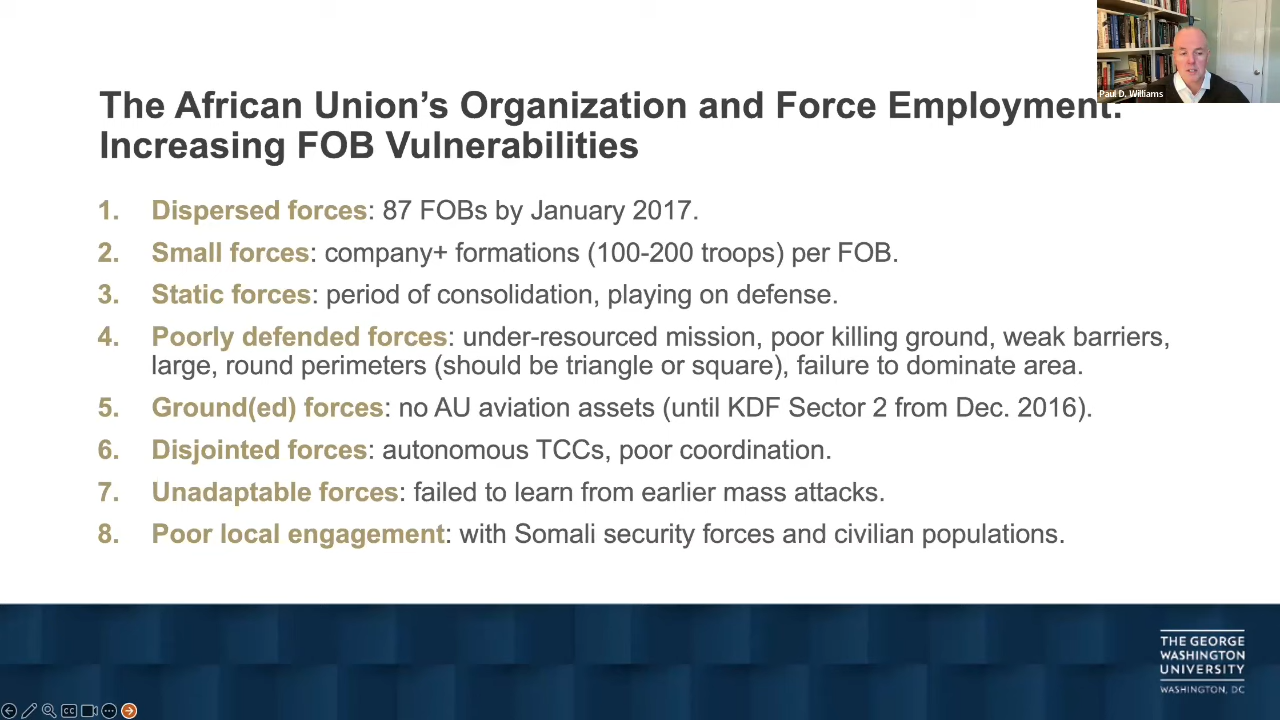 Paul D. Williams
The African Union’s Organization and Force Employment:
Increasing FOB Vulnerabilities
1. Dispersed forces: 87 FOBs by January 2017.
2. Small forces: company+ formations (100-200 troops) per FOB.
3. Static forces: period of consolidation, playing on defense.
4. Poorly defended forces: under-resourced mission, poor killing ground, weak barriers,
large, round perimeters (should be triangle or square), failure to dominate area.
5. Ground(ed) forces: no AU aviation assets (until KDF Sector 2 from Dec. 2016).
6. Disjointed forces: autonomous TCCs, poor coordination.
7. Unadaptable forces: failed to learn from earlier mass attacks.
8. Poor local engagement: with Somali security forces and civilian populations.
THE GEORGE
WASHINGTON
UNIVERSITY
WASHINGTON, DC
CC